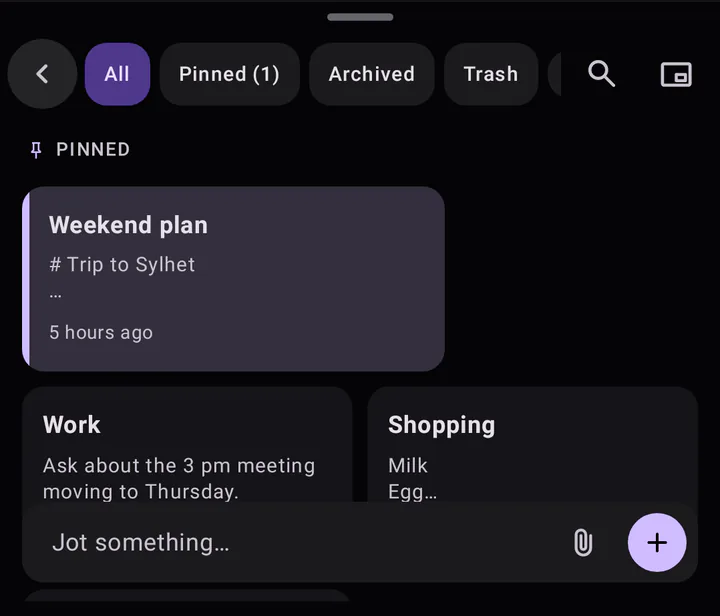 All
Pinned (1)
Archived
Trash
PINNED
Weekend plan
# Trip to Sylhet
…
5 hours ago
Work
Ask about the 3 pm meeting
moving to Thursday.
Shopping
Milk
Egg…
Jot something…